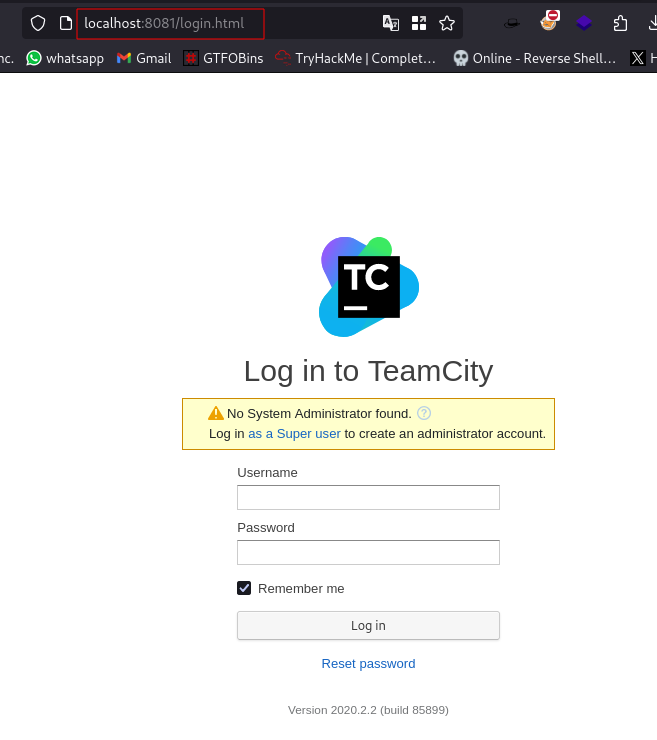 localhost:8081/login.html
nc. whatsapp Gmail GTFOBins TryHackMe | Complet… Online - Reverse Shell… H
TC
Log in to TeamCity
No System Administrator found.
Log in as a Super user to create an administrator account.
Username
Password
Remember me
Log in
Reset password
Version 2020.2.2 (build 85899)